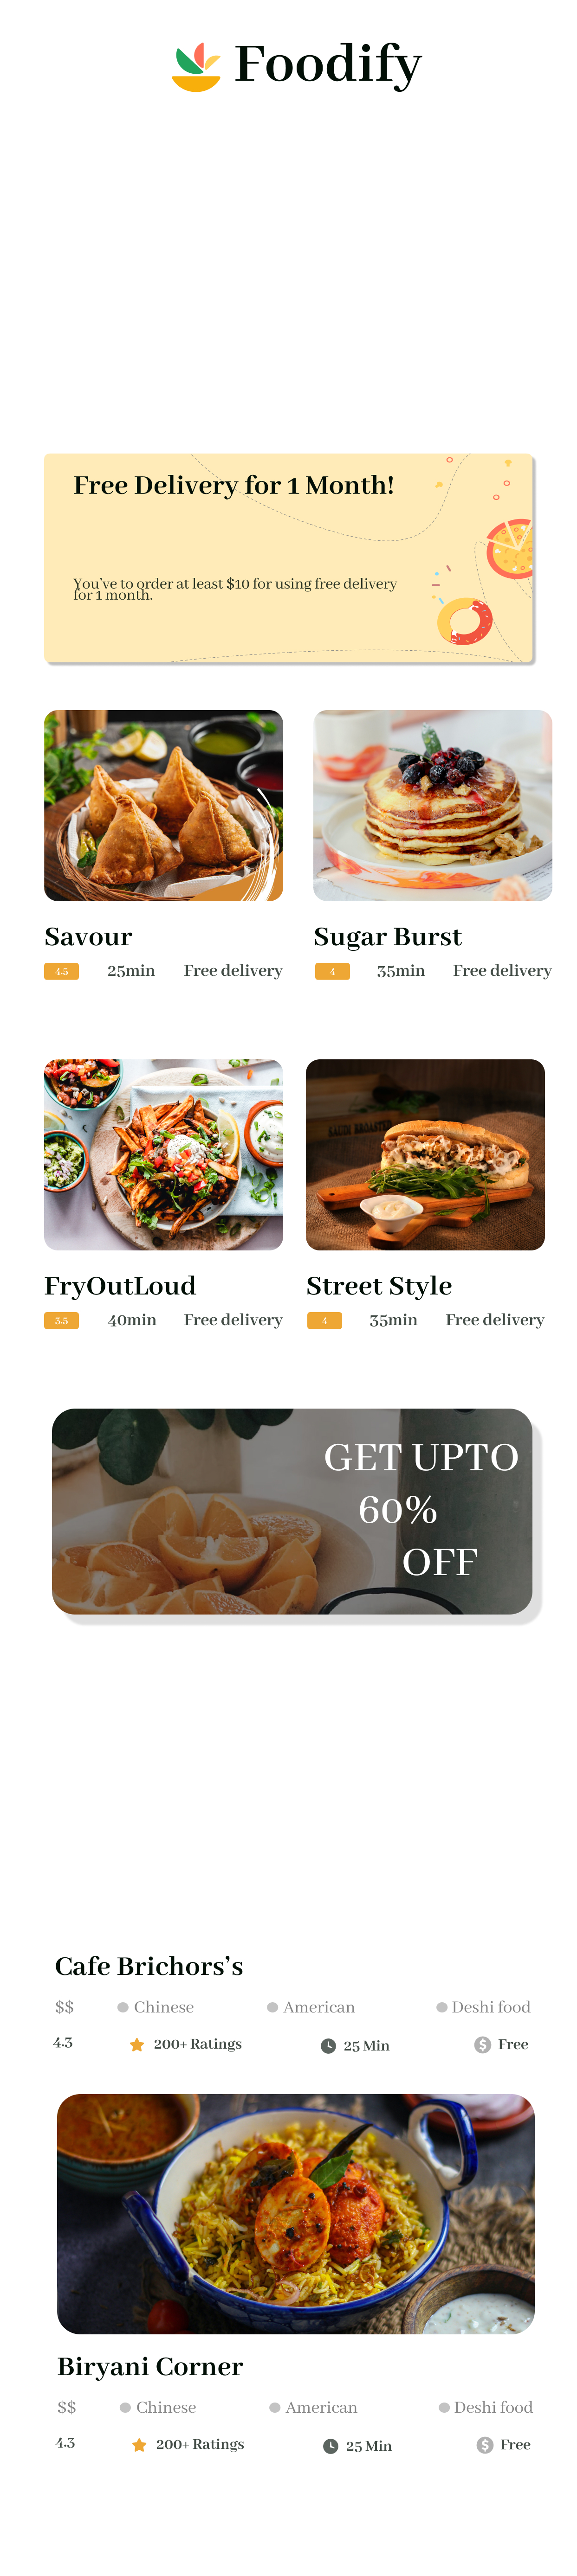 Foodify
Free Delivery for 1 Month!
You've to order at least $10 for using free delivery
for 1 month.
Savour
4.5 25min Free delivery
Sugar Burst
4 35min Free delivery
FryOutLoud
3.5 40min Free delivery
Street Style
4 35min Free delivery
GET UPTO
60%
OFF
Cafe Brichors's
$$ Chinese American Deshi food
4.3 200+ Ratings 25 Min Free
Biryani Corner
$$ Chinese American Deshi food
4.3 200+ Ratings 25 Min Free